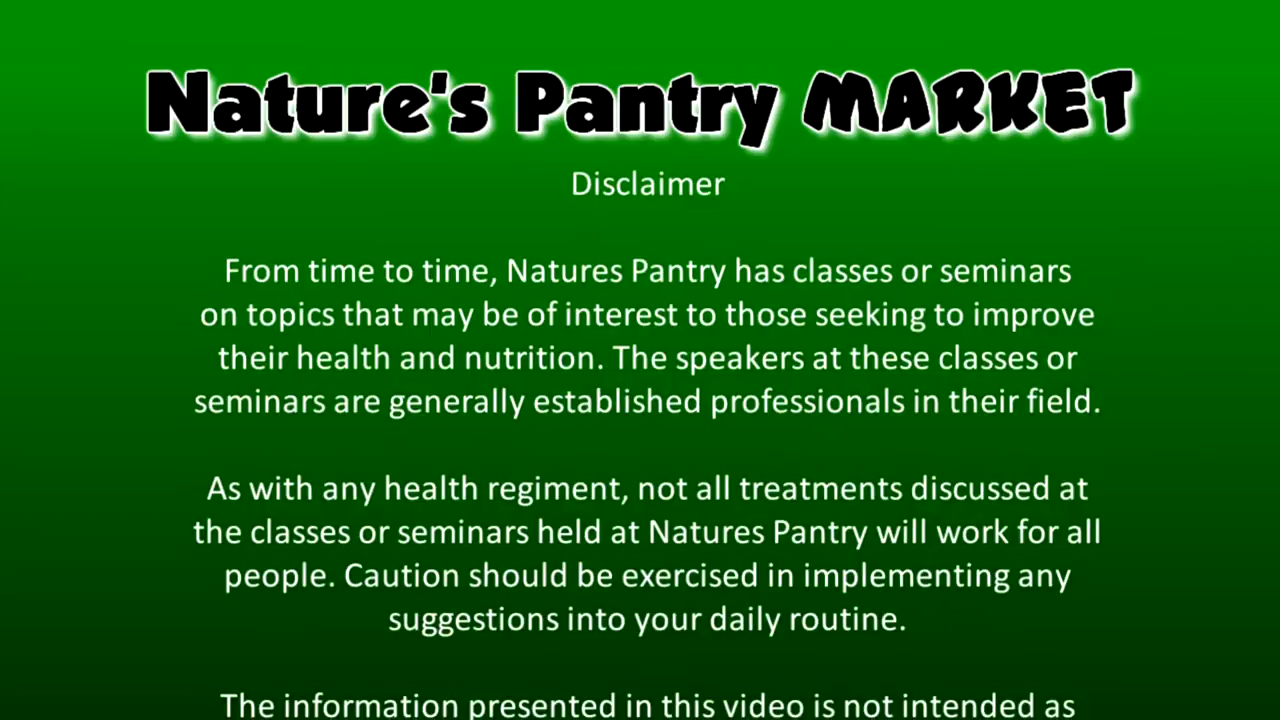 Nature's Pantry MARKET
Disclaimer
From time to time, Natures Pantry has classes or seminars
on topics that may be of interest to those seeking to improve
their health and nutrition. The speakers at these classes or
seminars are generally established professionals in their field.
As with any health regiment, not all treatments discussed at
the classes or seminars held at Natures Pantry will work for all
people. Caution should be exercised in implementing any
suggestions into your daily routine.
The information presented in this video is not intended as